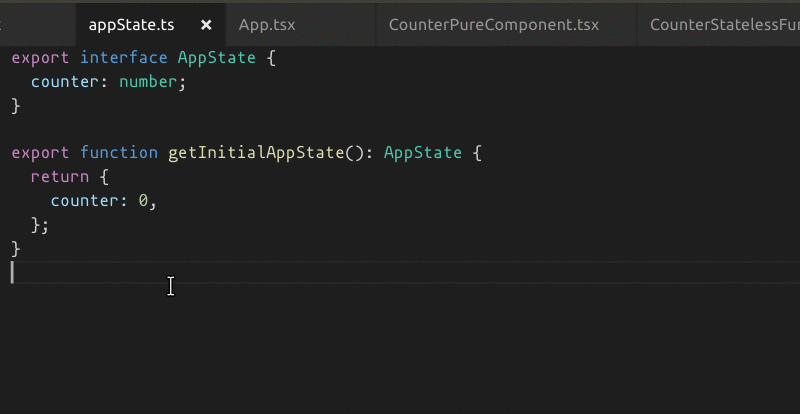 appState.ts × App.tsx CounterPureComponent.tsx CounterStatelessFu
export interface AppState {
  counter: number;
}
export function getInitialAppState(): AppState {
  return {
    counter: 0,
  };
}